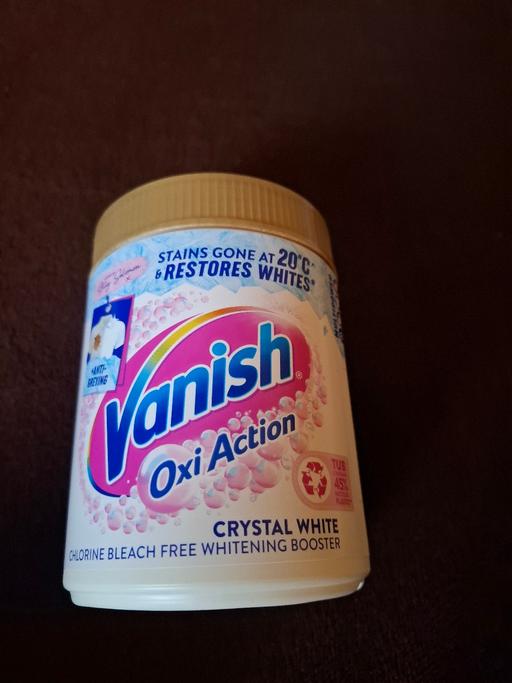 STAINS GONE AT 20°C*
& RESTORES WHITES*
ANTI-
GREYING
Vanish®
Oxi Action
TUB
45%
CRYSTAL WHITE
CHLORINE BLEACH FREE WHITENING BOOSTER